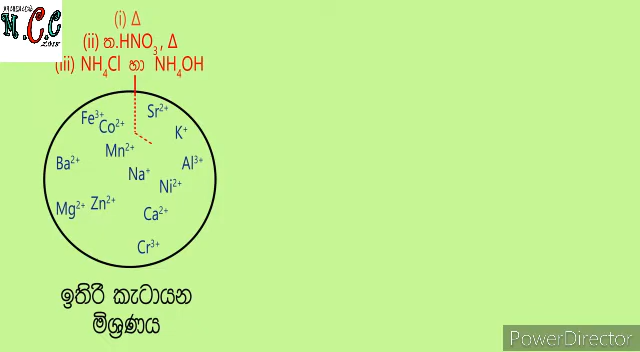 M.C.C
2018
(i) Δ
(ii) ත.HNO₃ , Δ
(iii) NH₄Cl හා NH₄OH
Fe³⁺ Co²⁺ Sr²⁺
K⁺
Mn²⁺
Ba²⁺ Al³⁺
Na⁺ Ni²⁺
Mg²⁺ Zn²⁺ Ca²⁺
Cr³⁺
ඉතිරි කැටායන
මිශ්‍රණය
PowerDirector